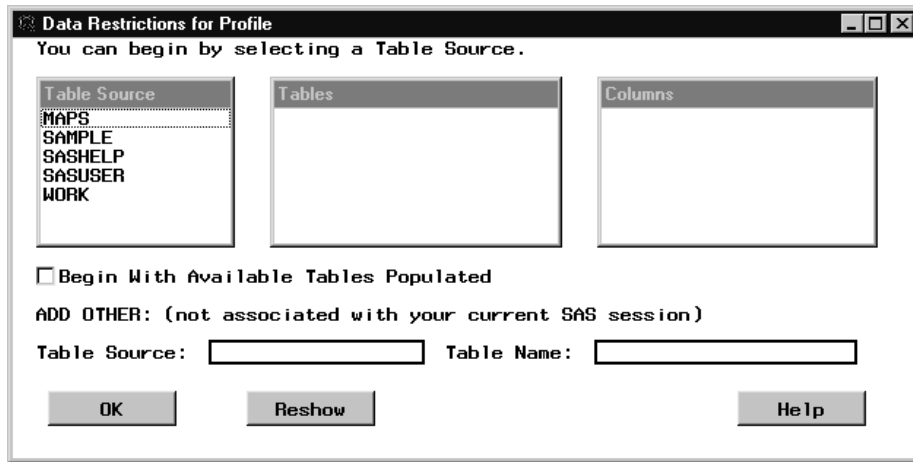 Data Restrictions for Profile
You can begin by selecting a Table Source.
Table Source Tables Columns
MAPS
SAMPLE
SASHELP
SASUSER
WORK
Begin With Available Tables Populated
ADD OTHER: (not associated with your current SAS session)
Table Source: Table Name:
OK Reshow Help